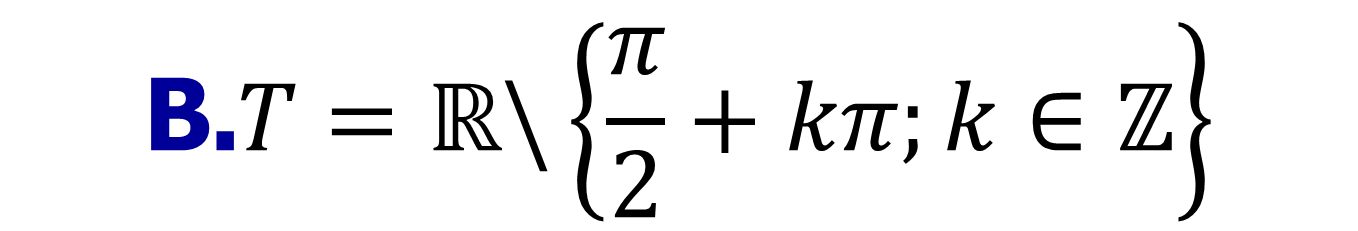 B. T = ℝ\{π/2 + kπ; k ∈ ℤ}